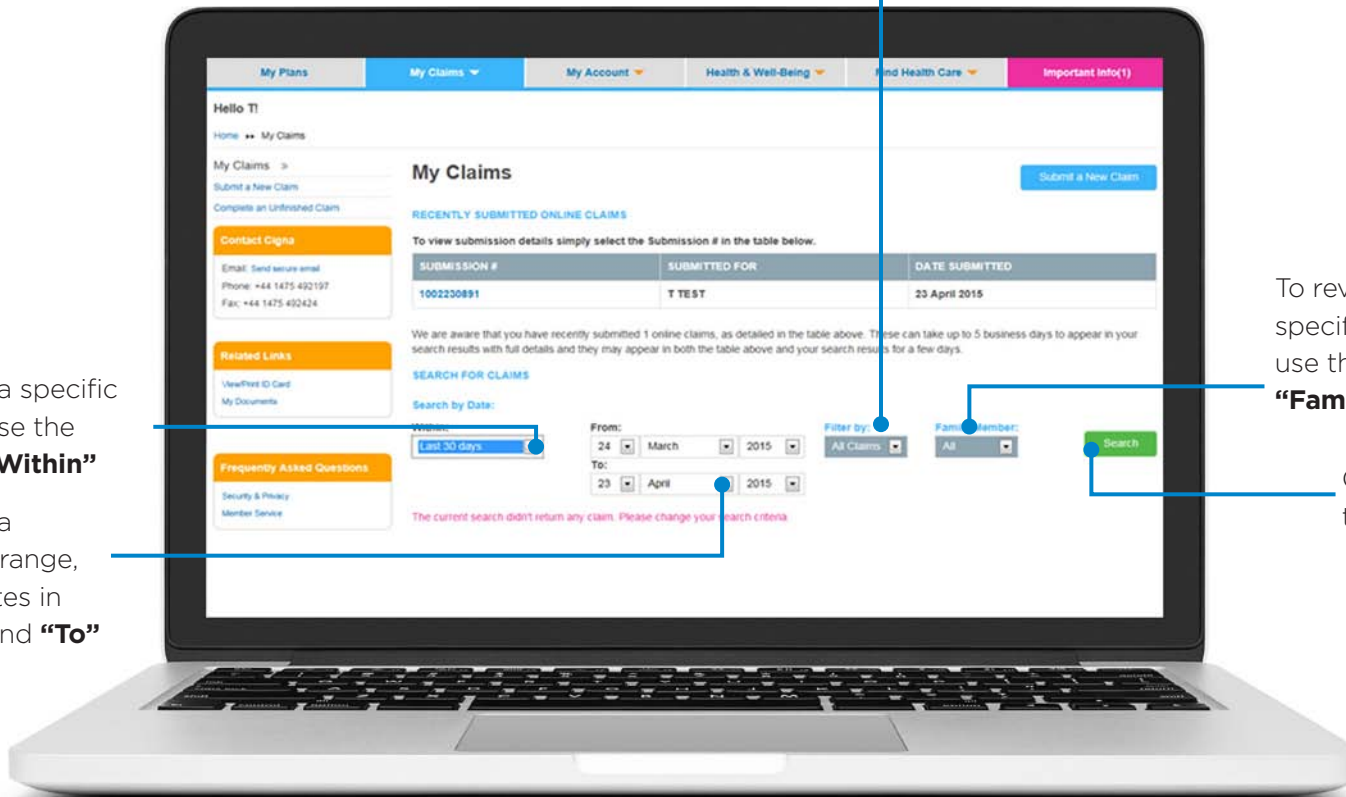 My Plans
My Claims
My Account
Health & Well-Being
Find Health Care
Important Info(1)
Hello T!
Home ▸▸ My Claims
My Claims »
Submit a New Claim
Complete an Unfinished Claim
Contact Cigna
Email: Send secure email
Phone: +44 1475 492197
Fax: +44 1475 492424
Related Links
View/Print ID Card
My Documents
Frequently Asked Questions
Security & Privacy
Member Service
My Claims
Submit a New Claim
RECENTLY SUBMITTED ONLINE CLAIMS
To view submission details simply select the Submission # in the table below.
SUBMISSION # SUBMITTED FOR DATE SUBMITTED
1002230891 T TEST 23 April 2015
We are aware that you have recently submitted 1 online claims, as detailed in the table above. These can take up to 5 business days to appear in your
search results with full details and they may appear in both the table above and your search results for a few days.
SEARCH FOR CLAIMS
Search by Date:
Within:
Last 30 days
From:
24 March 2015
To:
23 April 2015
Filter by:
All Claims
Family Member:
All
Search
The current search didn't return any claim. Please change your search criteria
a specific
se the
Within”
a
range,
tes in
nd “To”
To rev
specif
use th
“Fam
t